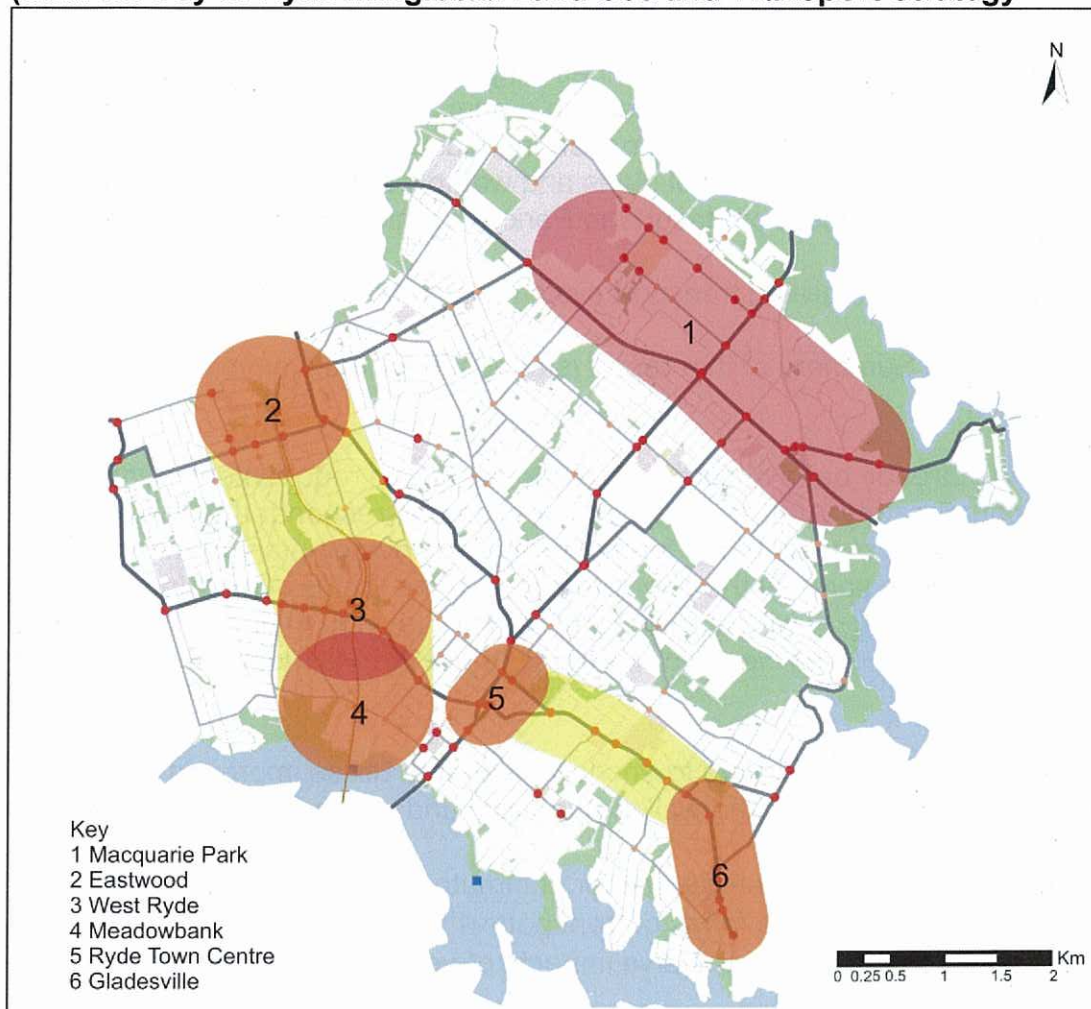 N
1
2
3
4
5
6
Key
1 Macquarie Park
2 Eastwood
3 West Ryde
4 Meadowbank
5 Ryde Town Centre
6 Gladesville
0 0.25 0.5 1 1.5 2 Km